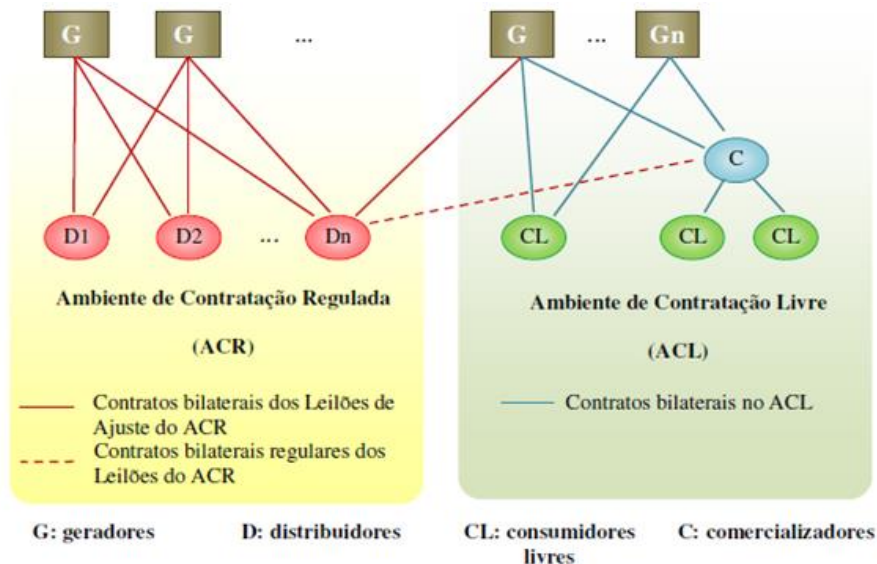 G G ... G ... Gn
C
D1 D2 ... Dn CL CL CL
Ambiente de Contratação Regulada
(ACR)
Contratos bilaterais dos Leilões de
Ajuste do ACR
Contratos bilaterais regulares dos
Leilões do ACR
Ambiente de Contratação Livre
(ACL)
Contratos bilaterais no ACL
G: geradores D: distribuidores CL: consumidores C: comercializadores
livres